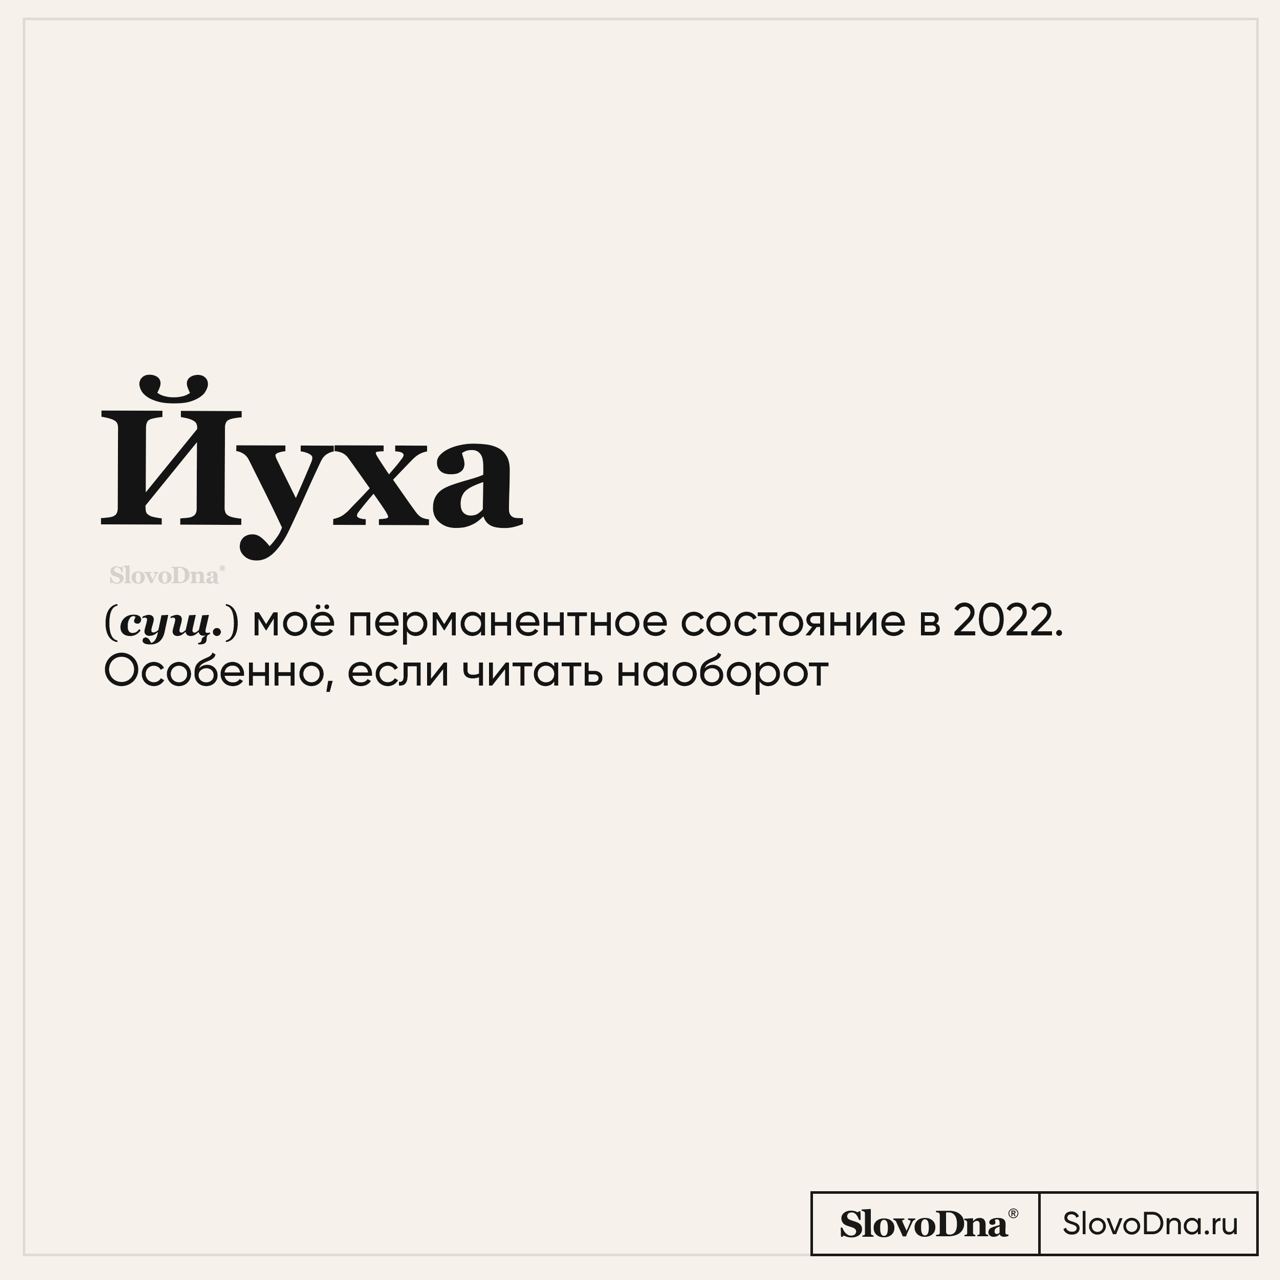 Йуха
SlovoDna®
(сущ.) моё перманентное состояние в 2022.
Особенно, если читать наоборот
SlovoDna® SlovoDna.ru